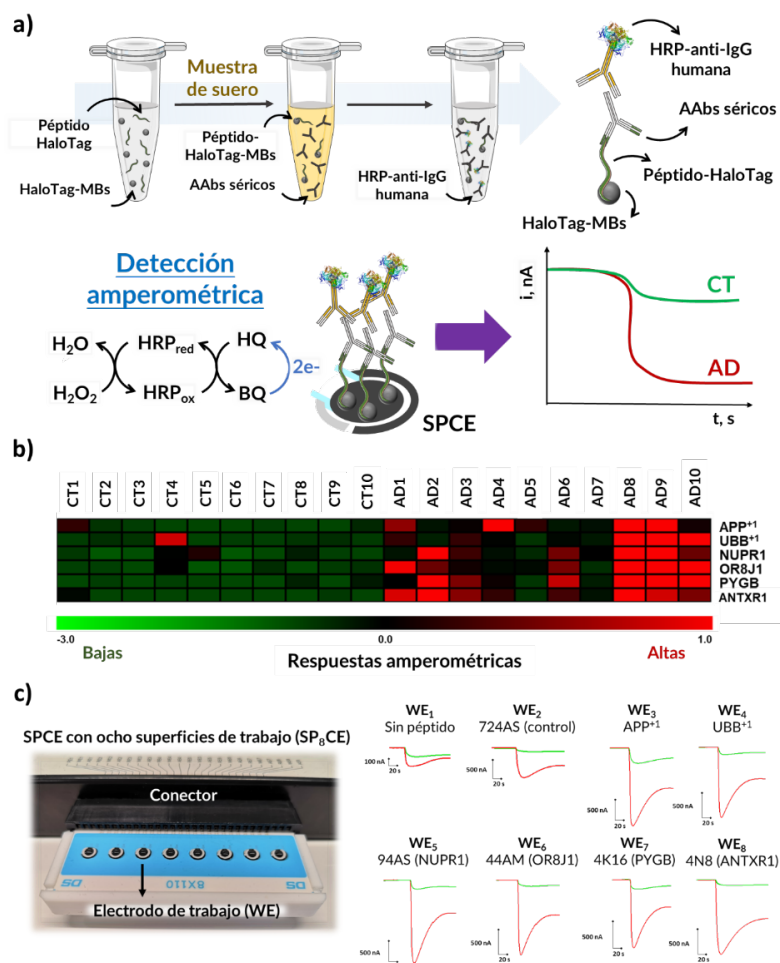 a)
Muestra
de suero
Péptido
HaloTag
HaloTag-MBs
Péptido-
HaloTag-MBs
AAbs séricos
HRP-anti-IgG
humana
HRP-anti-IgG
humana
AAbs séricos
Péptido-HaloTag
HaloTag-MBs
Detección
amperométrica
H2O
HRPred
HQ
H2O2
HRPox
BQ
2e-
SPCE
i, nA
CT
AD
t, s
b)
CT1 CT2 CT3 CT4 CT5 CT6 CT7 CT8 CT9 CT10 AD1 AD2 AD3 AD4 AD5 AD6 AD7 AD8 AD9 AD10
APP+1
UBB+1
NUPR1
OR8J1
PYGB
ANTXR1
-3.0 0.0 1.0
Bajas Respuestas amperométricas Altas
c)
SPCE con ocho superficies de trabajo (SP8CE)
Conector
DS 8X110 DS
Electrodo de trabajo (WE)
WE1
Sin péptido
100 nA
20 s
WE2
724AS (control)
500 nA
20 s
WE3
APP+1
500 nA
20 s
WE4
UBB+1
500 nA
20 s
WE5
94AS (NUPR1)
500 nA
20 s
WE6
44AM (OR8J1)
500 nA
20 s
WE7
4K16 (PYGB)
500 nA
20 s
WE8
4N8 (ANTXR1)
500 nA
20 s